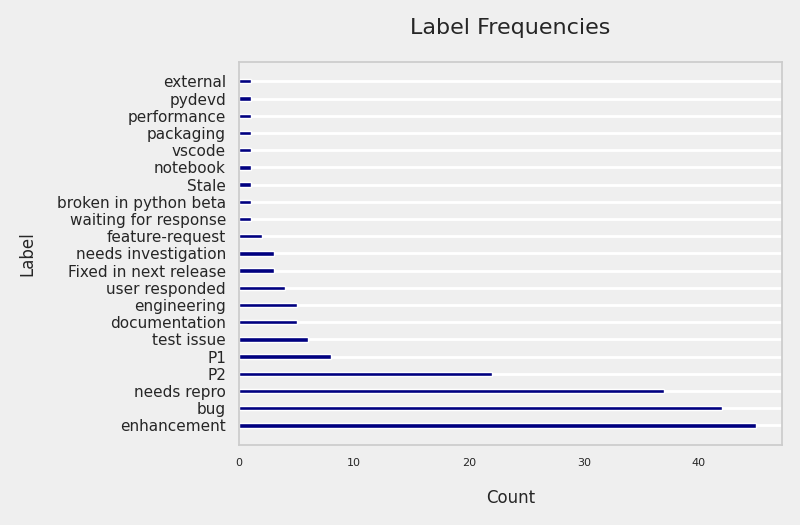 Label Frequencies
external
pydevd
performance
packaging
vscode
notebook
Stale
broken in python beta
waiting for response
feature-request
needs investigation
Fixed in next release
user responded
engineering
documentation
test issue
P1
P2
needs repro
bug
enhancement
Label
0 10 20 30 40
Count